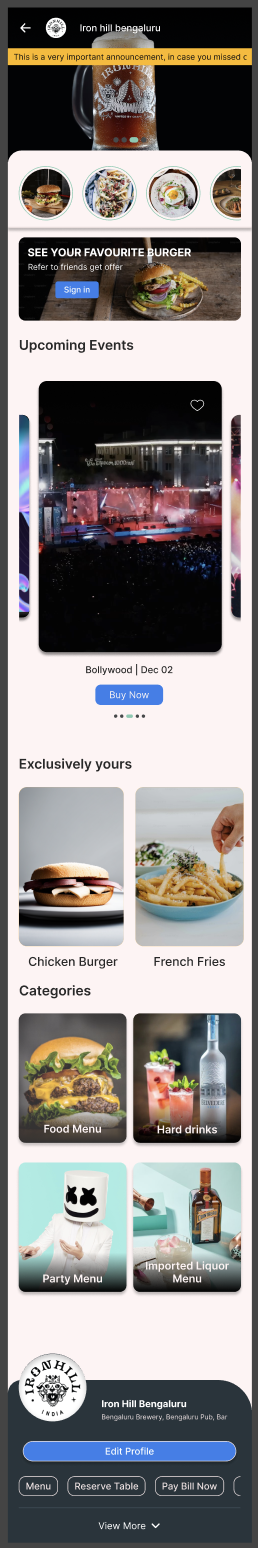 Iron hill bengaluru
This is a very important announcement, in case you missed c
IRONHILL
SEE YOUR FAVOURITE BURGER
Refer to friends get offer
Sign in
Upcoming Events
Bollywood | Dec 02
Buy Now
Exclusively yours
Chicken Burger
French Fries
Categories
Food Menu
Hard drinks
Party Menu
Imported Liquor
Menu
IRONHILL
INDIA
Iron Hill Bengaluru
Bengaluru Brewery, Bengaluru Pub, Bar
Edit Profile
Menu
Reserve Table
Pay Bill Now
View More